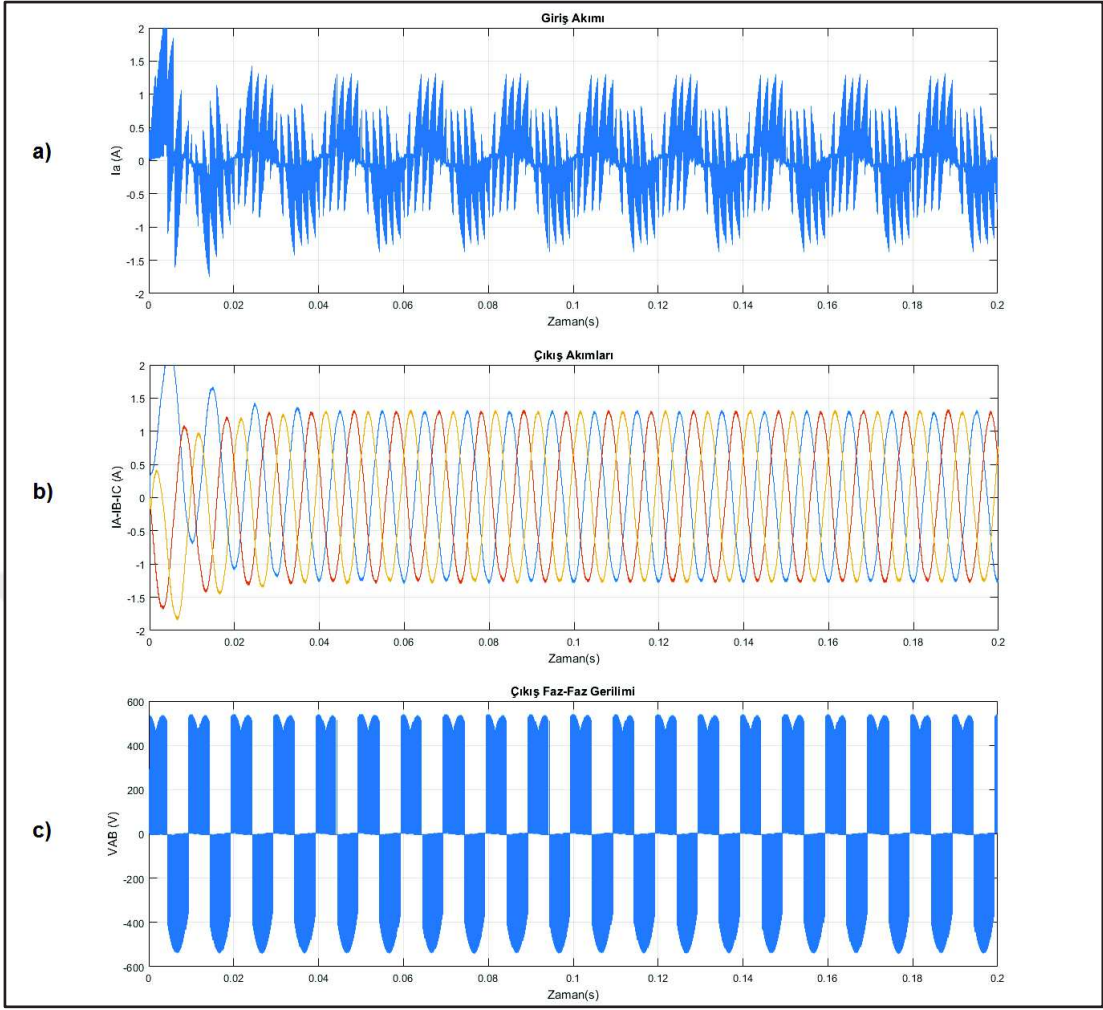 Giriş Akımı
a)
Ia (A)
2
1.5
1
0.5
0
-0.5
-1
-1.5
-2
0 0.02 0.04 0.06 0.08 0.1 0.12 0.14 0.16 0.18 0.2
Zaman(s)
Çıkış Akımları
b)
IA-IB-IC (A)
2
1.5
1
0.5
0
-0.5
-1
-1.5
-2
0 0.02 0.04 0.06 0.08 0.1 0.12 0.14 0.16 0.18 0.2
Zaman(s)
Çıkış Faz-Faz Gerilimi
c)
VAB (V)
600
400
200
0
-200
-400
-600
0 0.02 0.04 0.06 0.08 0.1 0.12 0.14 0.16 0.18 0.2
Zaman(s)